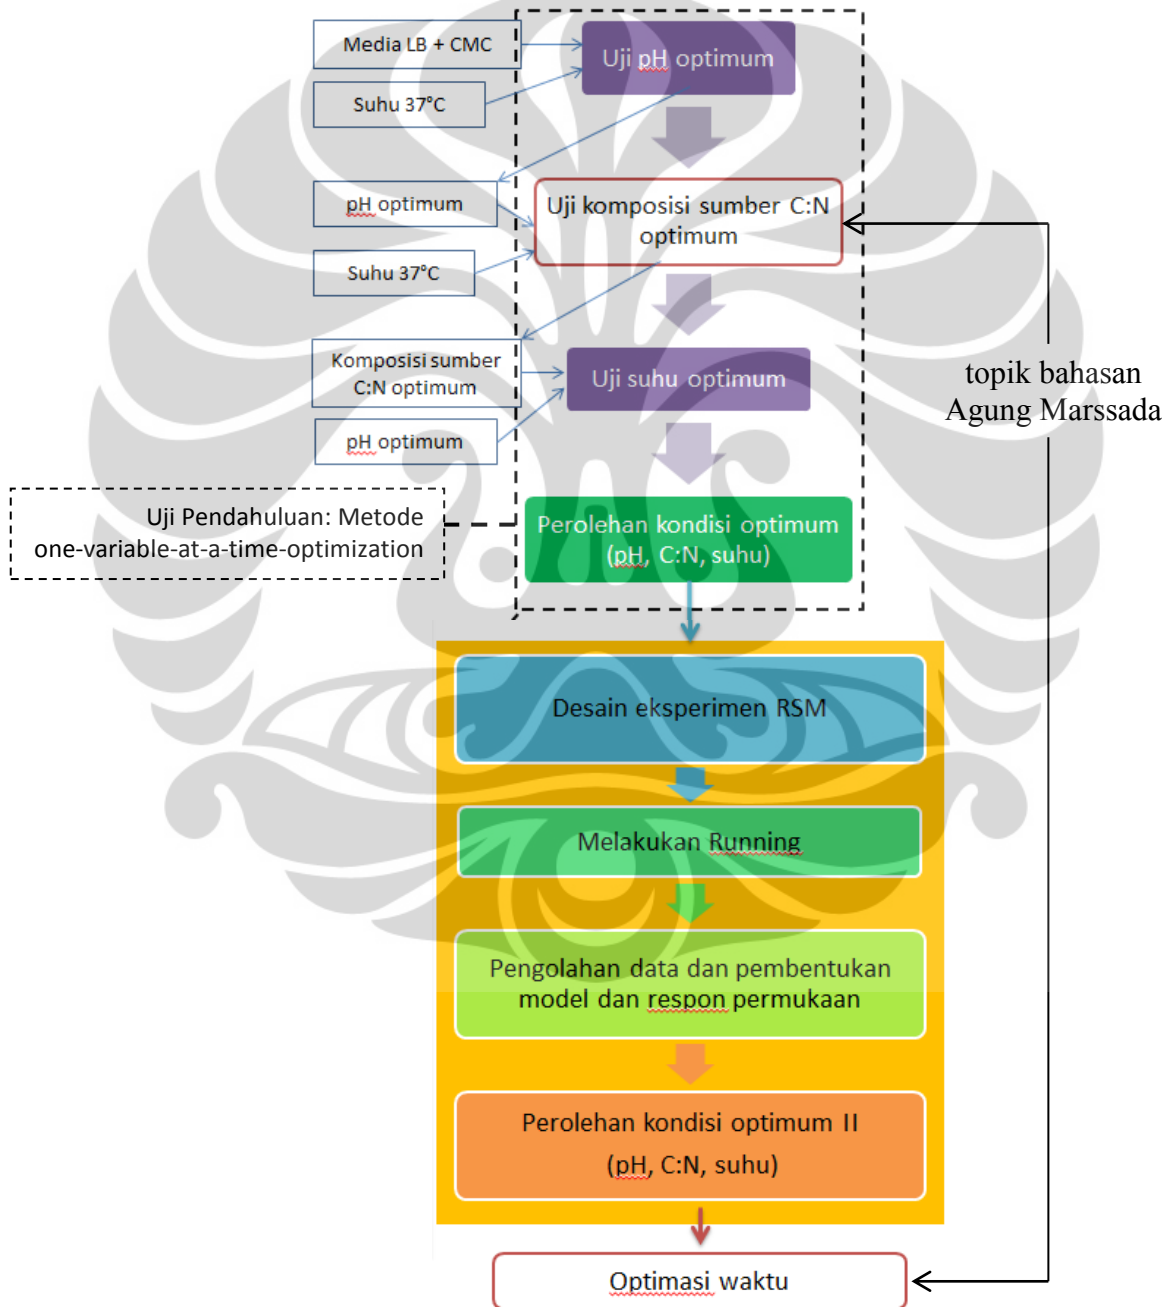 Media LB + CMC
Uji pH optimum
Suhu 37°C
pH optimum
Uji komposisi sumber C:N
optimum
Suhu 37°C
Komposisi sumber
C:N optimum
Uji suhu optimum
pH optimum
topik bahasan
Agung Marssada
Uji Pendahuluan: Metode
one-variable-at-a-time-optimization
Perolehan kondisi optimum
(pH, C:N, suhu)
Desain eksperimen RSM
Melakukan Running
Pengolahan data dan pembentukan
model dan respon permukaan
Perolehan kondisi optimum II
(pH, C:N, suhu)
Optimasi waktu